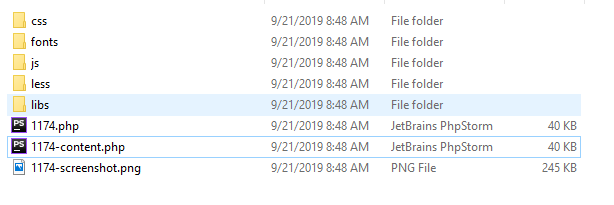 css 9/21/2019 8:48 AM File folder
fonts 9/21/2019 8:48 AM File folder
js 9/21/2019 8:48 AM File folder
less 9/21/2019 8:48 AM File folder
libs 9/21/2019 8:48 AM File folder
PS 1174.php 9/21/2019 8:48 AM JetBrains PhpStorm 40 KB
PS 1174-content.php 9/21/2019 8:48 AM JetBrains PhpStorm 40 KB
1174-screenshot.png 9/21/2019 8:48 AM PNG File 245 KB